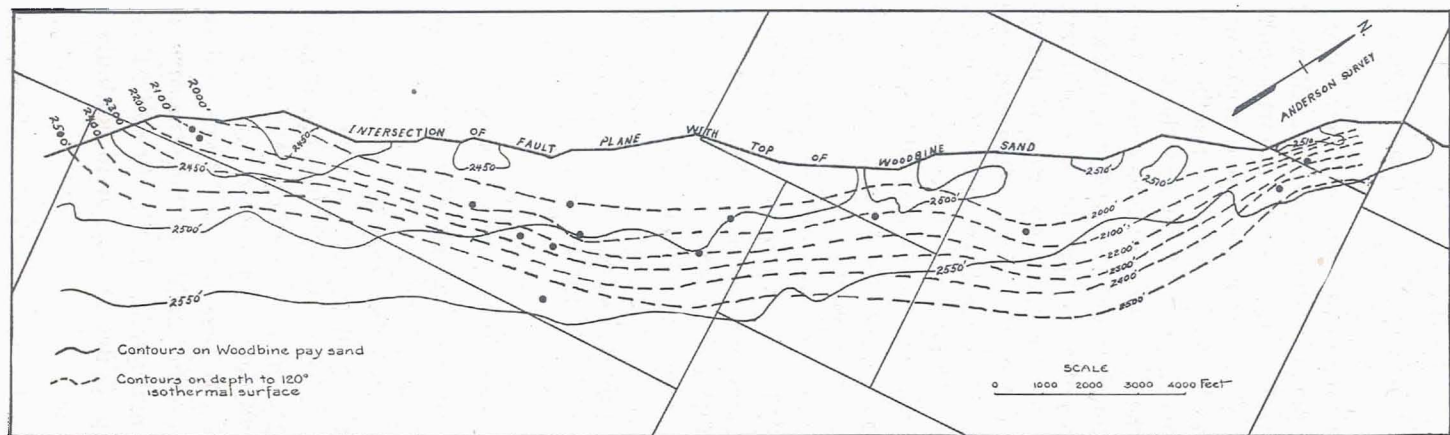 N
ANDERSON SURVEY
2000'
2100'
2200
2300
2400
2500'
INTERSECTION OF FAULT PLANE WITH TOP OF WOODBINE SAND
2450'
2450'
2450'
2500'
2510'
2510'
2510'
2000'
2100'
2200'
2300'
2400'
2500'
2500'
2550'
2550'
Contours on Woodbine pay sand
Contours on depth to 120°
isothermal surface
SCALE
0 1000 2000 3000 4000 Feet